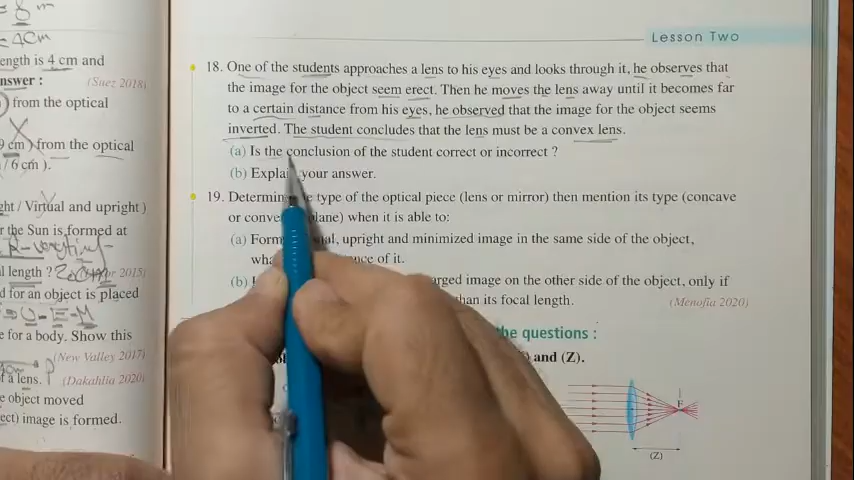 = 8 m
= 4 Cm
ength is 4 cm and
nswer :
(Suez 2018)
) from the optical
9 cm ) from the optical
/ 6 cm ).
ght / Virtual and upright )
r the Sun is formed at
l length ?
2015)
d for an object is placed
U - E - M
e for a body. Show this
(New Valley 2017)
f a lens.
(Dakahlia 2020)
e object moved
ect) image is formed.
Lesson Two
18. One of the students approaches a lens to his eyes and looks through it, he observes that
the image for the object seem erect. Then he moves the lens away until it becomes far
to a certain distance from his eyes, he observed that the image for the object seems
inverted. The student concludes that the lens must be a convex lens.
(a) Is the conclusion of the student correct or incorrect ?
(b) Explai your answer.
19. Determin e type of the optical piece (lens or mirror) then mention its type (concave
or conve plane) when it is able to:
(a) Form al, upright and minimized image in the same side of the object,
wha nce of it.
(b) arged image on the other side of the object, only if
than its focal length.
(Menofia 2020)
he questions :
) and (Z).
F
(Z)